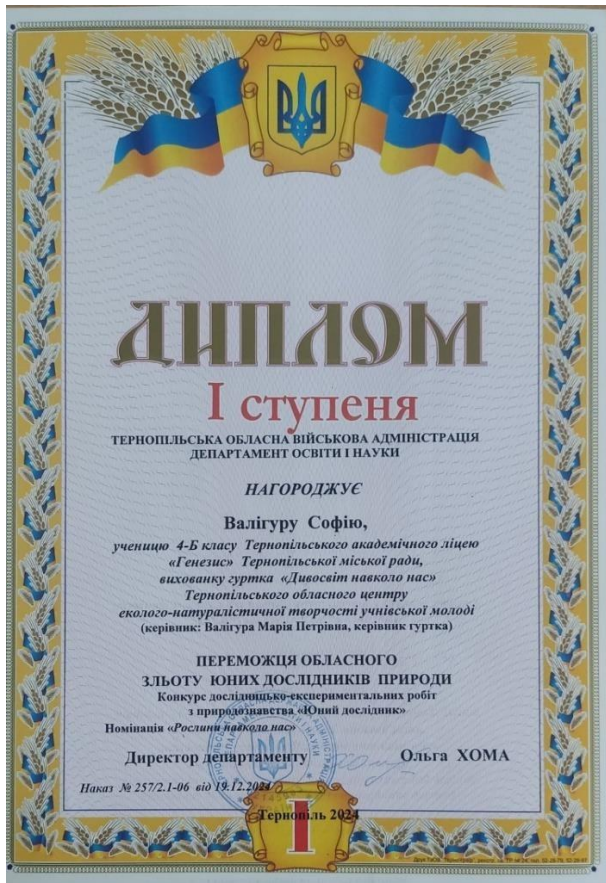 ДИПЛОМ
I ступеня
ТЕРНОПІЛЬСЬКА ОБЛАСНА ВІЙСЬКОВА АДМІНІСТРАЦІЯ
ДЕПАРТАМЕНТ ОСВІТИ І НАУКИ
НАГОРОДЖУЄ
Валігуру Софію,
ученицю 4-Б класу Тернопільського академічного ліцею
«Генезис» Тернопільської міської ради,
вихованку гуртка «Дивосвіт навколо нас»
Тернопільського обласного центру
еколого-натуралістичної творчості учнівської молоді
(керівник: Валігура Марія Петрівна, керівник гуртка)
ПЕРЕМОЖЦЯ ОБЛАСНОГО
ЗЛЬОТУ ЮНИХ ДОСЛІДНИКІВ ПРИРОДИ
Конкурс дослідницько-експериментальних робіт
з природознавства «Юний дослідник»
Номінація «Рослини навколо нас»
Директор департаменту Ольга ХОМА
Наказ № 257/2.1-06 від 19.12.2024
Тернопіль 2024
I